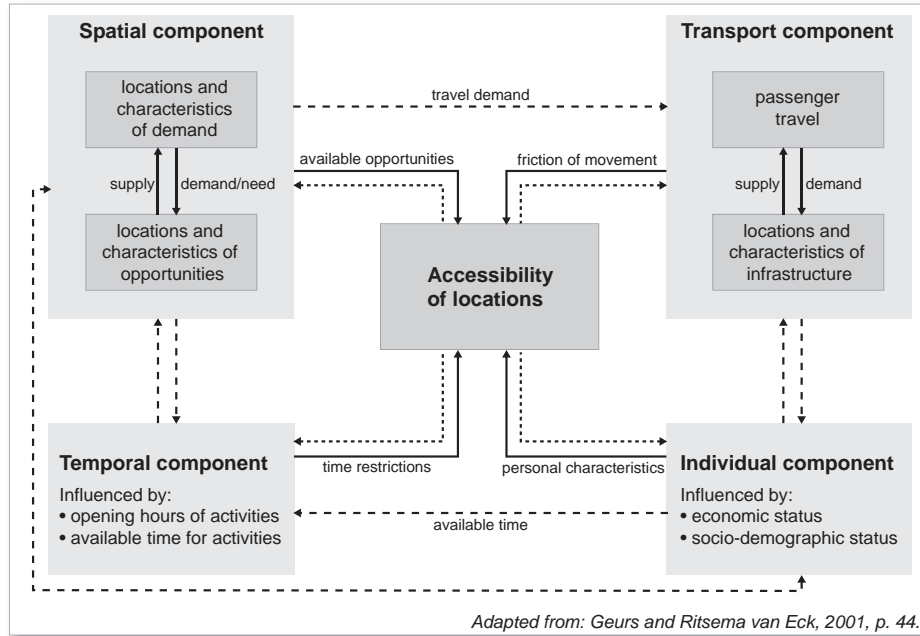 Spatial component
locations and
characteristics
of demand
supply
demand/need
locations and
characteristics of
opportunities
travel demand
available opportunities
friction of movement
Transport component
passenger
travel
supply
demand
locations and
characteristics of
infrastructure
Accessibility
of locations
Temporal component
Influenced by:
• opening hours of activities
• available time for activities
time restrictions
personal characteristics
available time
Individual component
Influenced by:
• economic status
• socio-demographic status
Adapted from: Geurs and Ritsema van Eck, 2001, p. 44.